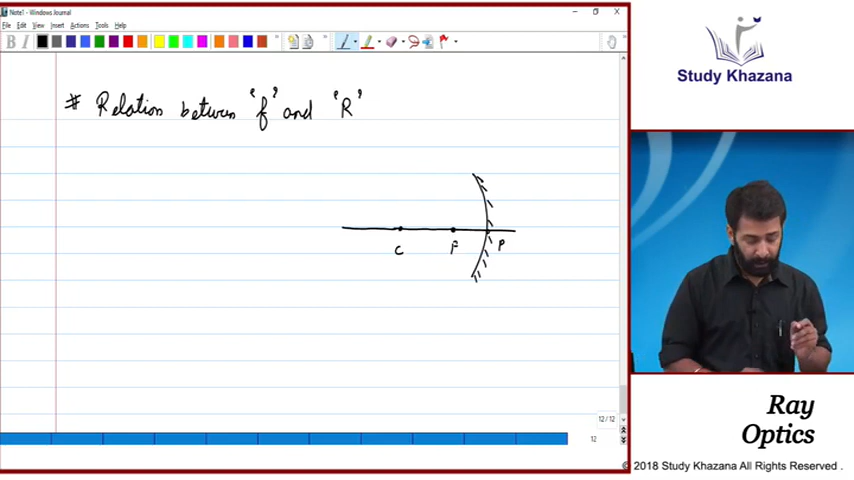 Note1 - Windows Journal
File Edit View Insert Actions Tools Help
B I
# Relation between 'f' and 'R'
C F P
12/12
12
Study Khazana
Ray
Optics
© 2018 Study Khazana All Rights Reserved .